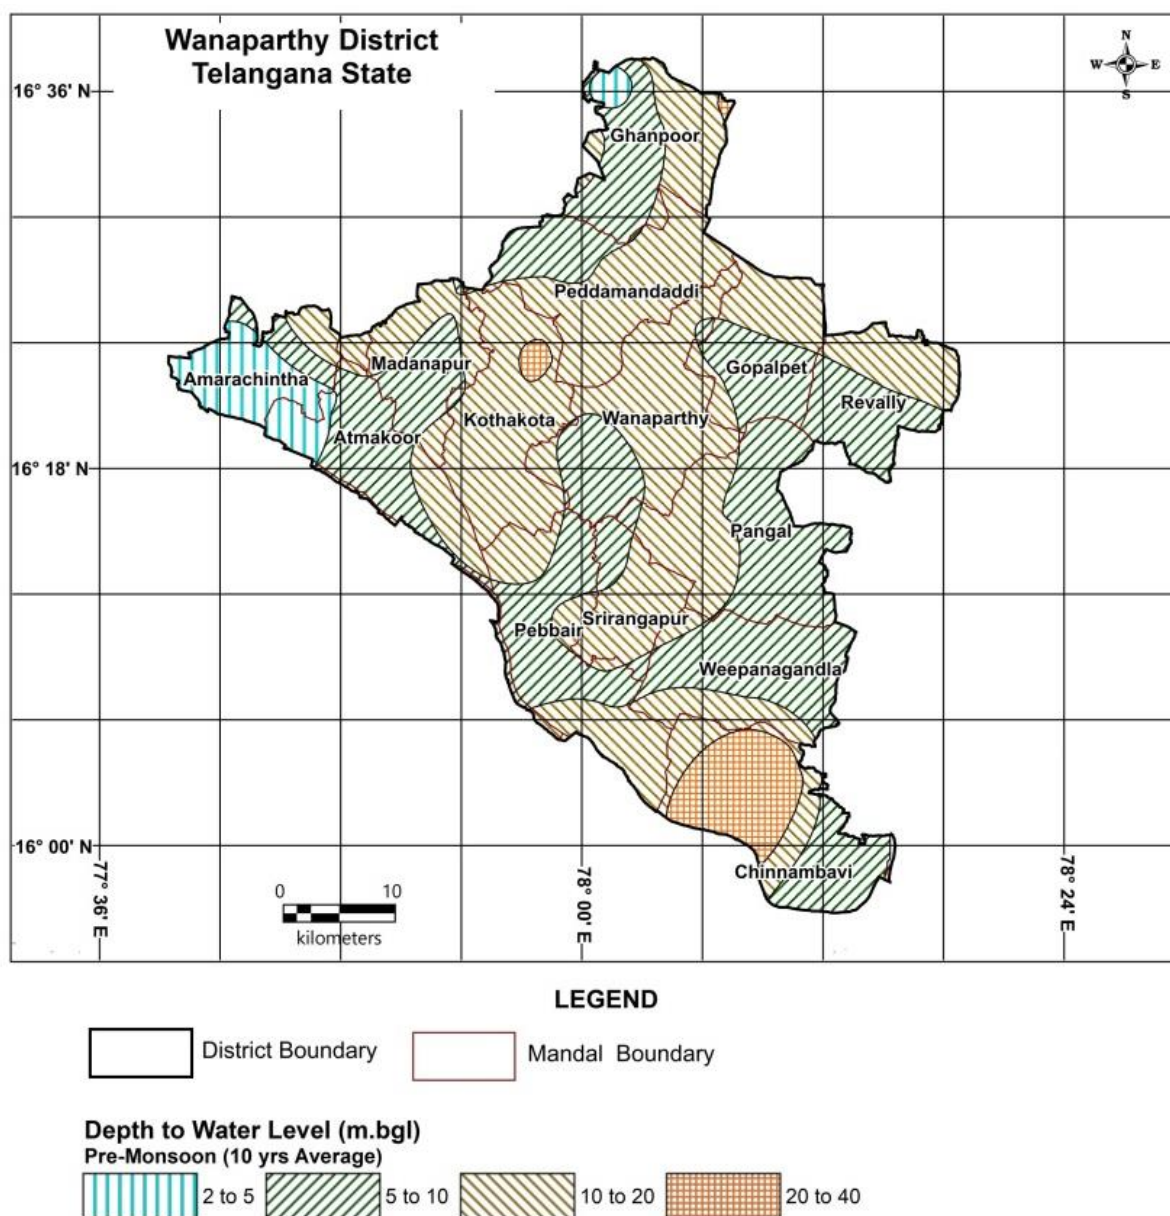 Wanaparthy District
Telangana State
N
W E
S
16° 36' N
Ghanpoor
Peddamandaddi
Madanapur
Gopalpet
Amarachintha
Revally
Kothakota
Wanaparthy
Atmakoor
16° 18' N
Pangal
Srirangapur
Pebbair
Weepanagandla
16° 00' N
Chinnambavi
77° 36' E
78° 00' E
78° 24' E
0 10
kilometers
LEGEND
District Boundary
Mandal Boundary
Depth to Water Level (m.bgl)
Pre-Monsoon (10 yrs Average)
2 to 5
5 to 10
10 to 20
20 to 40